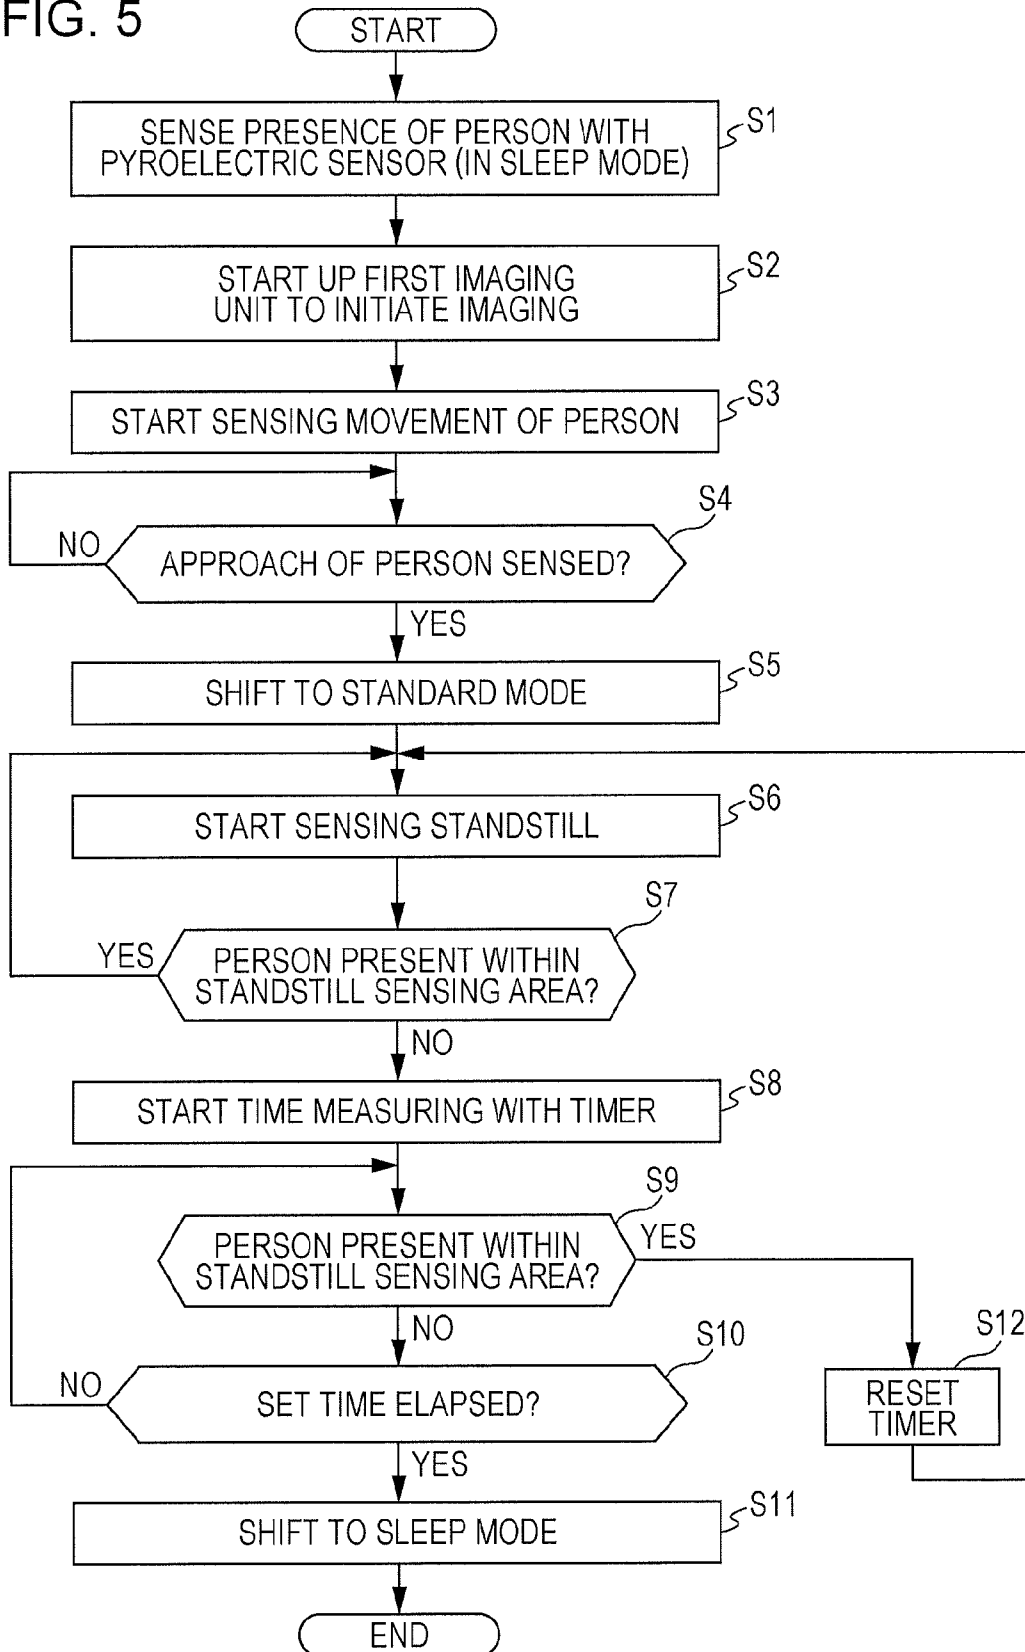 FIG. 5
START
SENSE PRESENCE OF PERSON WITH
PYROELECTRIC SENSOR (IN SLEEP MODE)
S1
START UP FIRST IMAGING
UNIT TO INITIATE IMAGING
S2
START SENSING MOVEMENT OF PERSON
S3
APPROACH OF PERSON SENSED?
S4
NO
YES
SHIFT TO STANDARD MODE
S5
START SENSING STANDSTILL
S6
PERSON PRESENT WITHIN
STANDSTILL SENSING AREA?
S7
YES
NO
START TIME MEASURING WITH TIMER
S8
PERSON PRESENT WITHIN
STANDSTILL SENSING AREA?
S9
YES
NO
SET TIME ELAPSED?
S10
NO
YES
RESET
TIMER
S12
SHIFT TO SLEEP MODE
S11
END